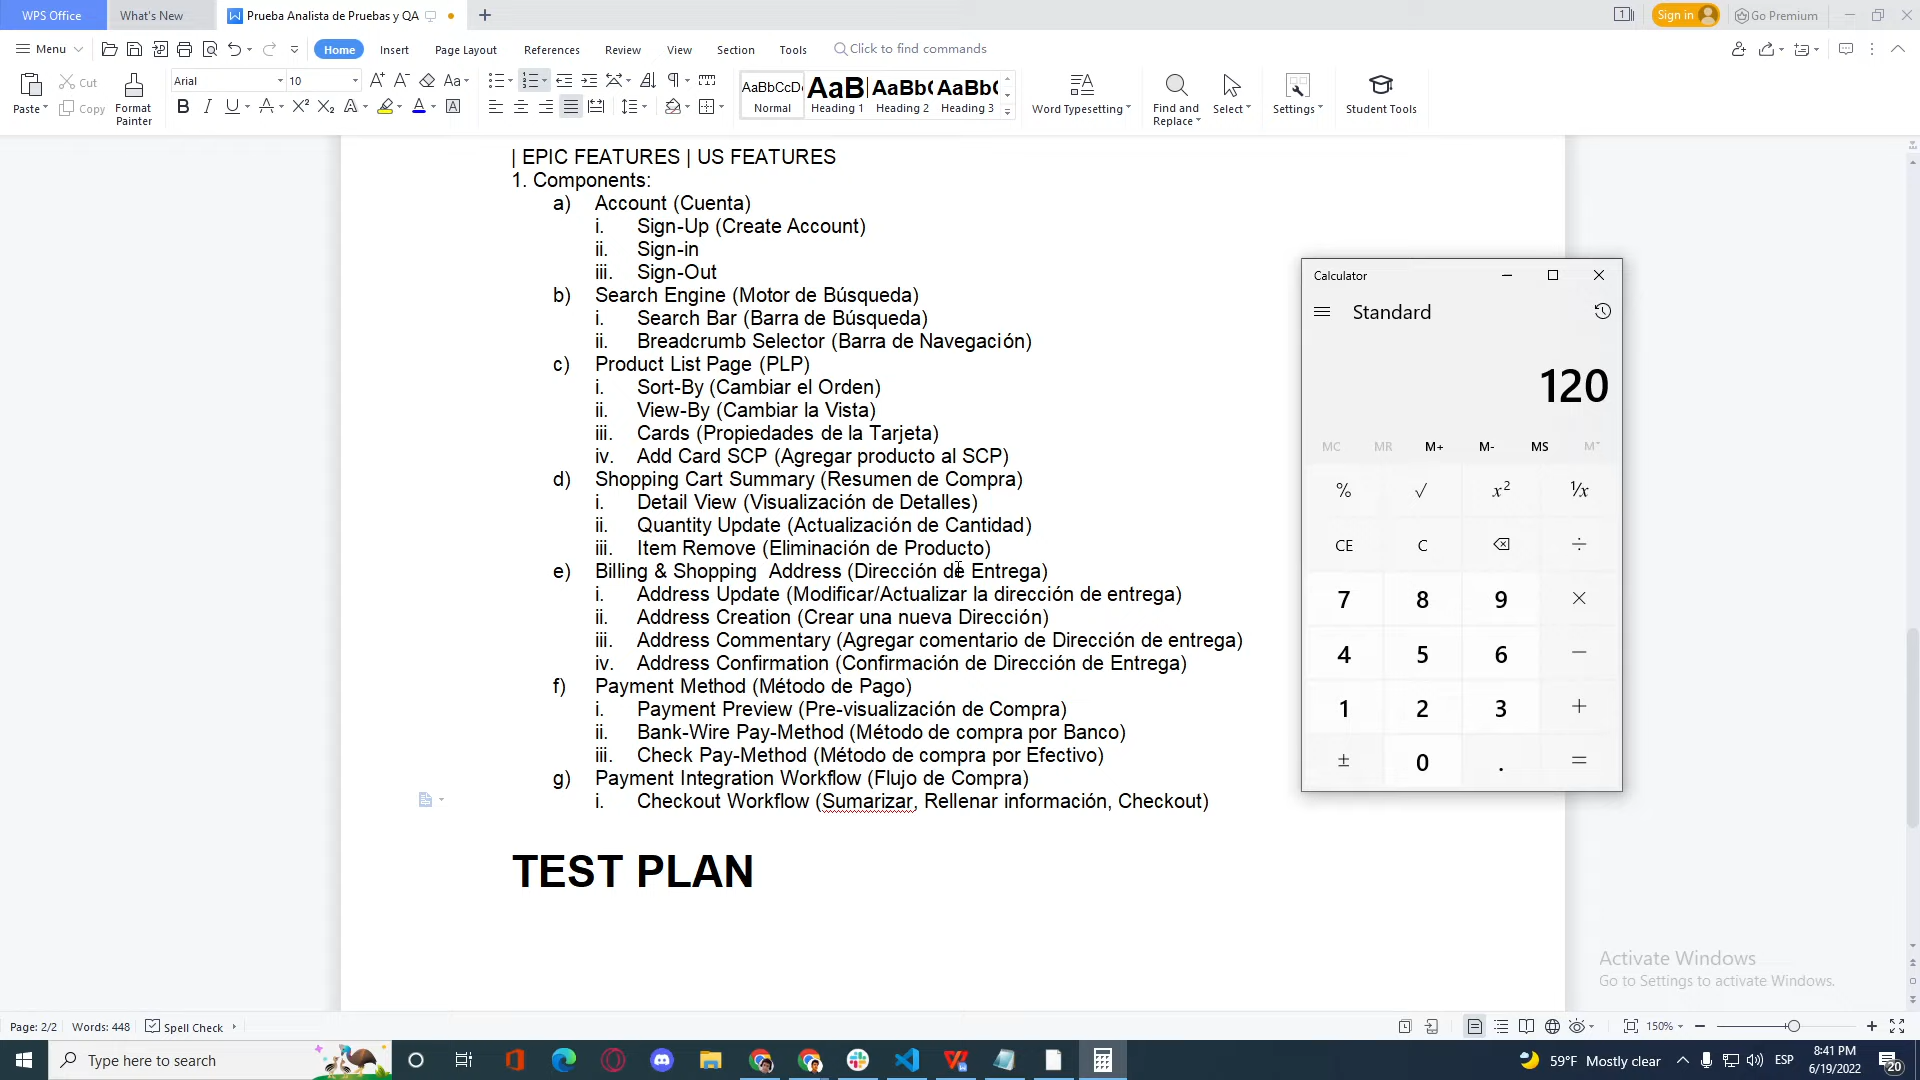 WPS Office
What's New
Prueba Analista de Pruebas y QA
1
Sign in
Go Premium
Menu
Home
Insert
Page Layout
References
Review
View
Section
Tools
Click to find commands
Paste
Cut
Copy
Format
Painter
Arial
10
AaBbCcD
Normal
AaB
Heading 1
AaBb
Heading 2
AaBb
Heading 3
Word Typesetting
Find and
Replace
Select
Settings
Student Tools
| EPIC FEATURES | US FEATURES
1. Components:
a) Account (Cuenta)
i. Sign-Up (Create Account)
ii. Sign-in
iii. Sign-Out
b) Search Engine (Motor de Búsqueda)
i. Search Bar (Barra de Búsqueda)
ii. Breadcrumb Selector (Barra de Navegación)
c) Product List Page (PLP)
i. Sort-By (Cambiar el Orden)
ii. View-By (Cambiar la Vista)
iii. Cards (Propiedades de la Tarjeta)
iv. Add Card SCP (Agregar producto al SCP)
d) Shopping Cart Summary (Resumen de Compra)
i. Detail View (Visualización de Detalles)
ii. Quantity Update (Actualización de Cantidad)
iii. Item Remove (Eliminación de Producto)
e) Billing & Shopping  Address (Dirección de Entrega)
i. Address Update (Modificar/Actualizar la dirección de entrega)
ii. Address Creation (Crear una nueva Dirección)
iii. Address Commentary (Agregar comentario de Dirección de entrega)
iv. Address Confirmation (Confirmación de Dirección de Entrega)
f) Payment Method (Método de Pago)
i. Payment Preview (Pre-visualización de Compra)
ii. Bank-Wire Pay-Method (Método de compra por Banco)
iii. Check Pay-Method (Método de compra por Efectivo)
g) Payment Integration Workflow (Flujo de Compra)
i. Checkout Workflow (Sumarizar, Rellenar información, Checkout)
TEST PLAN
Calculator
Standard
120
MC MR M+ M- MS M˅
% √ x² ¹/x
CE C ÷
7 8 9 ×
4 5 6 −
1 2 3 +
± 0 . =
Activate Windows
Go to Settings to activate Windows.
Page: 2/2
Words: 448
Spell Check
150%
Type here to search
59°F Mostly clear
ESP
8:41 PM
6/19/2022
20